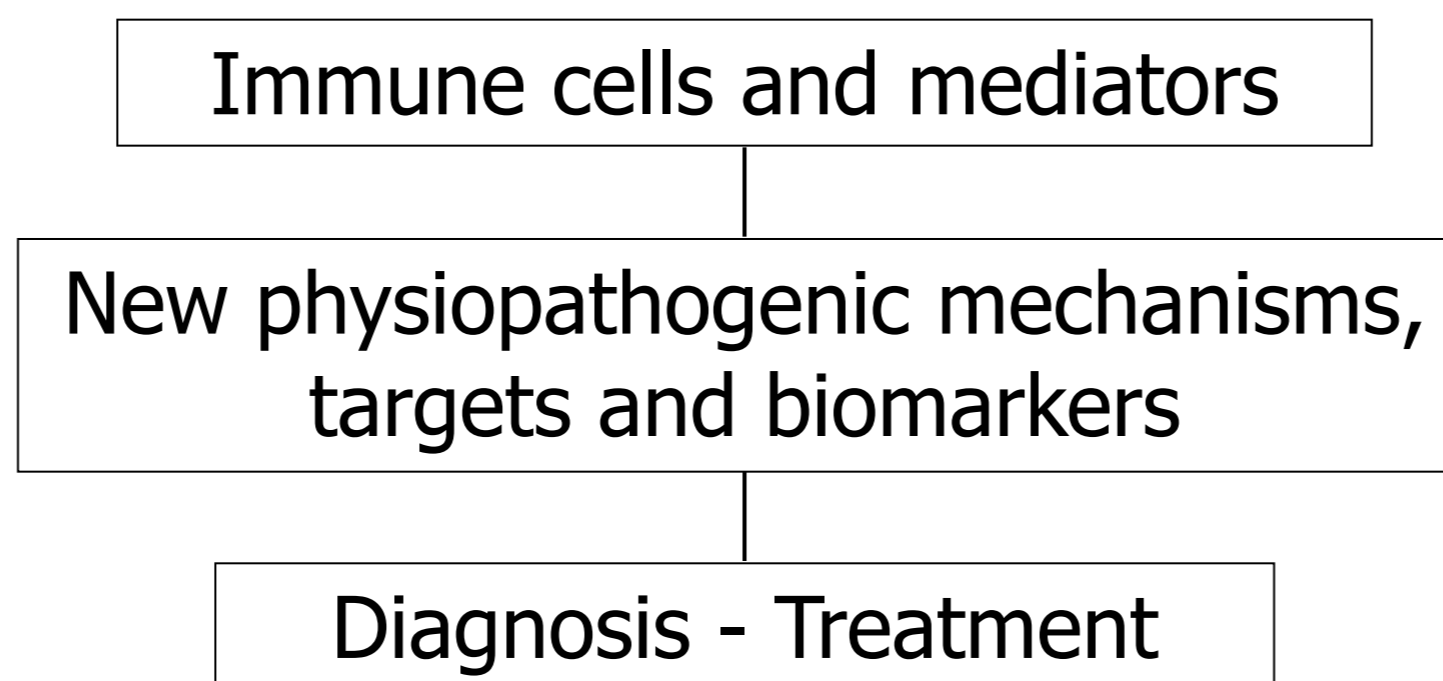 Immune cells and mediators
New physiopathogenic mechanisms,
targets and biomarkers
Diagnosis - Treatment